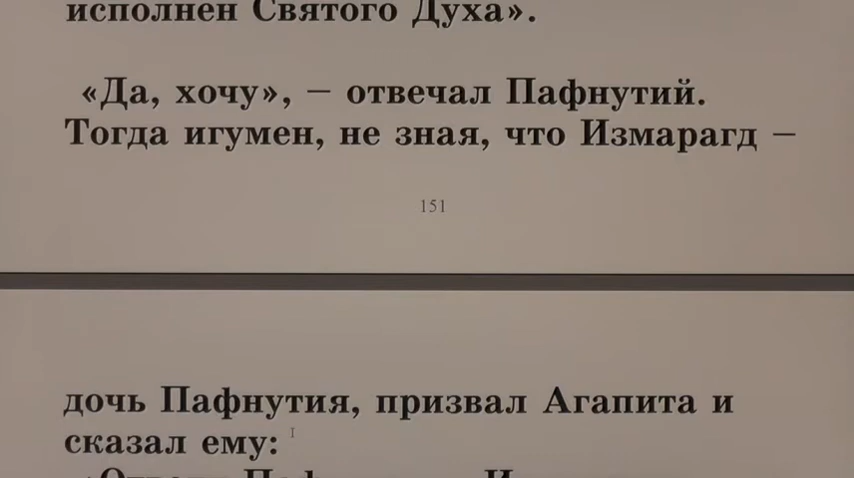 исполнен Святого Духа».
«Да, хочу», – отвечал Пафнутий.
Тогда игумен, не зная, что Измарагд –
151
дочь Пафнутия, призвал Агапита и
сказал ему: